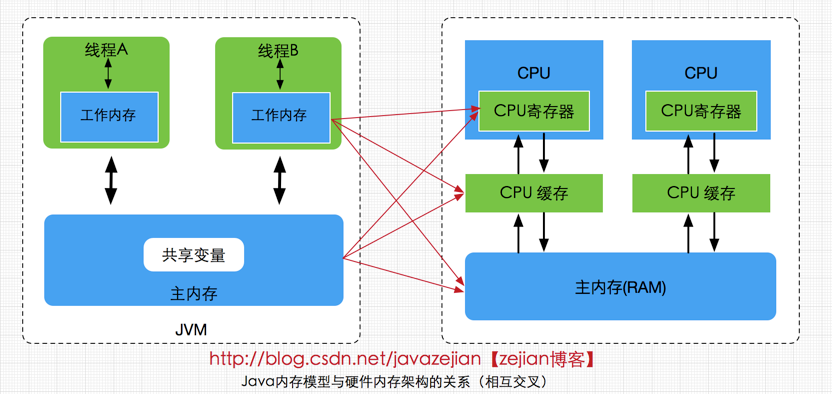 线程A
线程B
工作内存
工作内存
共享变量
主内存
JVM
CPU
CPU
CPU寄存器
CPU寄存器
CPU 缓存
CPU 缓存
主内存(RAM)
http://blog.csdn.net/javazejian【zejian博客】
Java内存模型与硬件内存架构的关系（相互交叉）